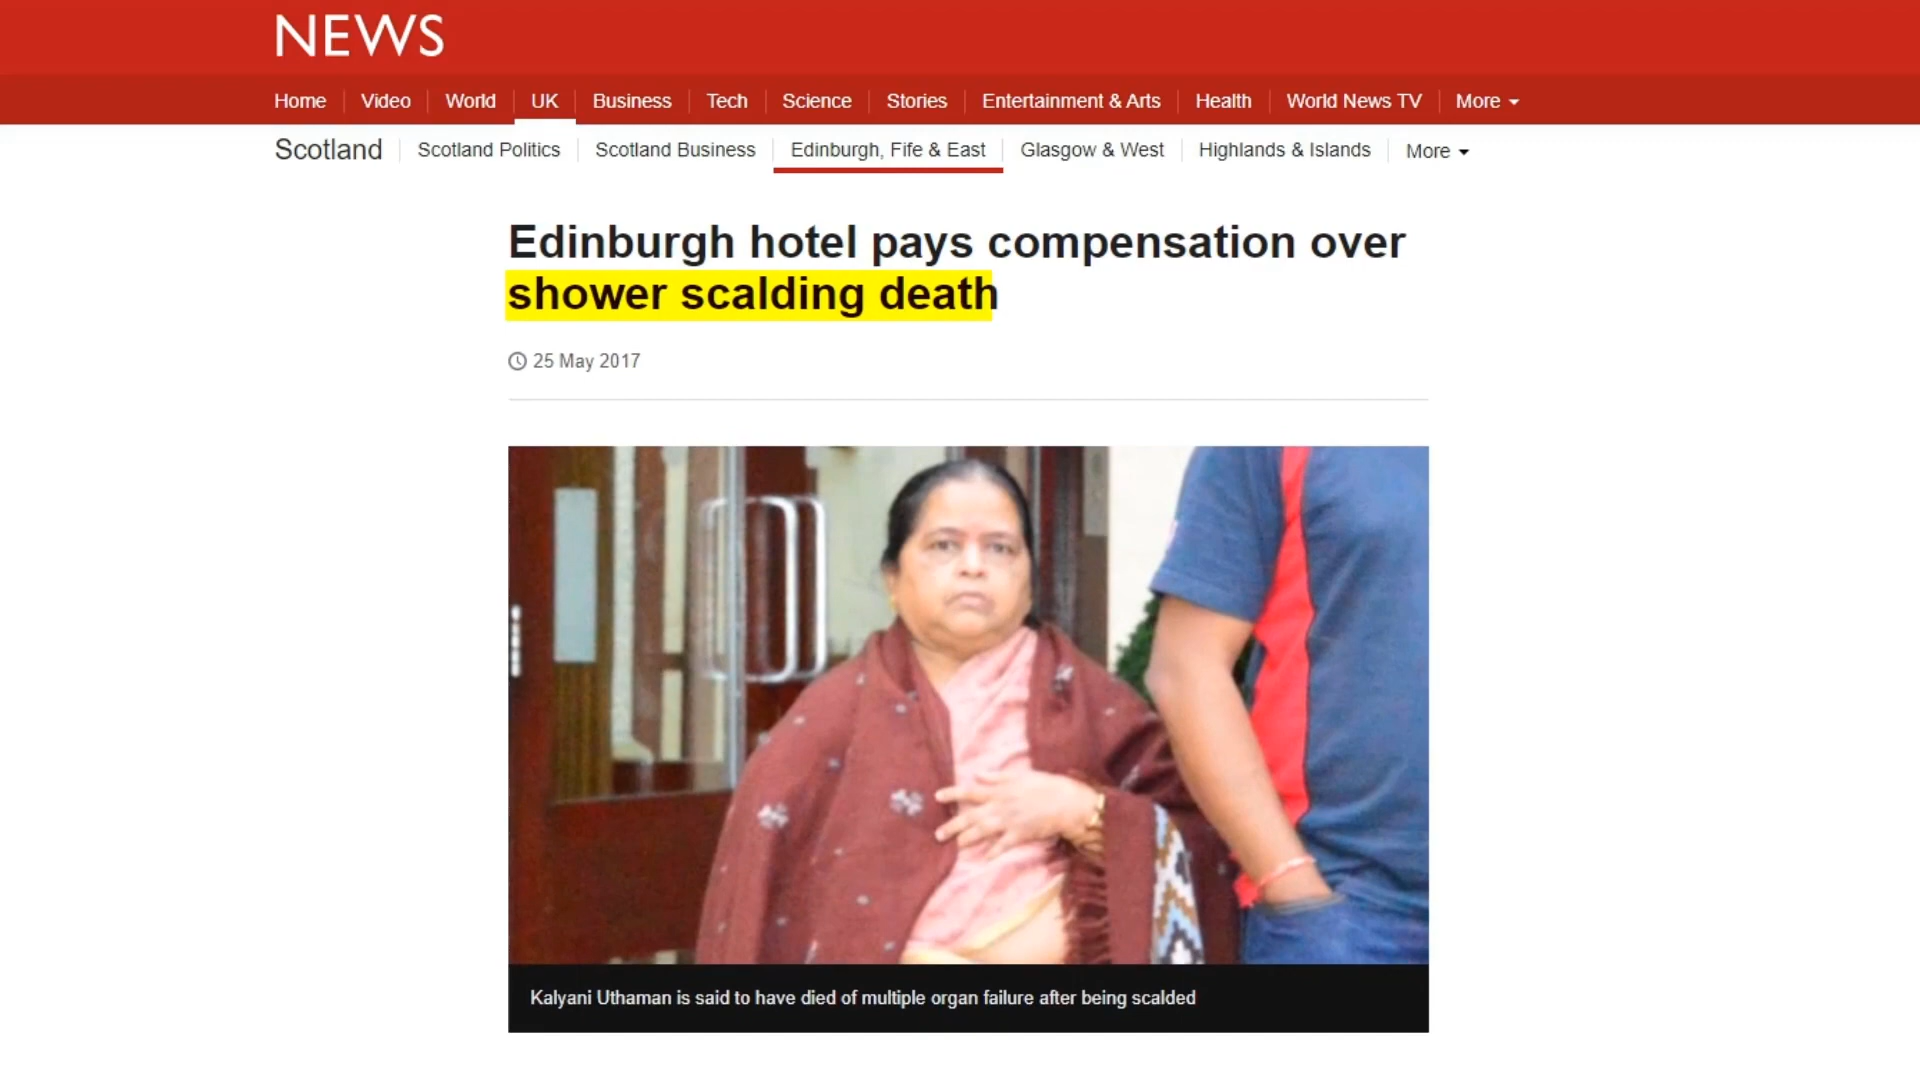 NEWS
Home Video World UK Business Tech Science Stories Entertainment & Arts Health World News TV More
Scotland Scotland Politics Scotland Business Edinburgh, Fife & East Glasgow & West Highlands & Islands More
Edinburgh hotel pays compensation over
shower scalding death
25 May 2017
Kalyani Uthaman is said to have died of multiple organ failure after being scalded